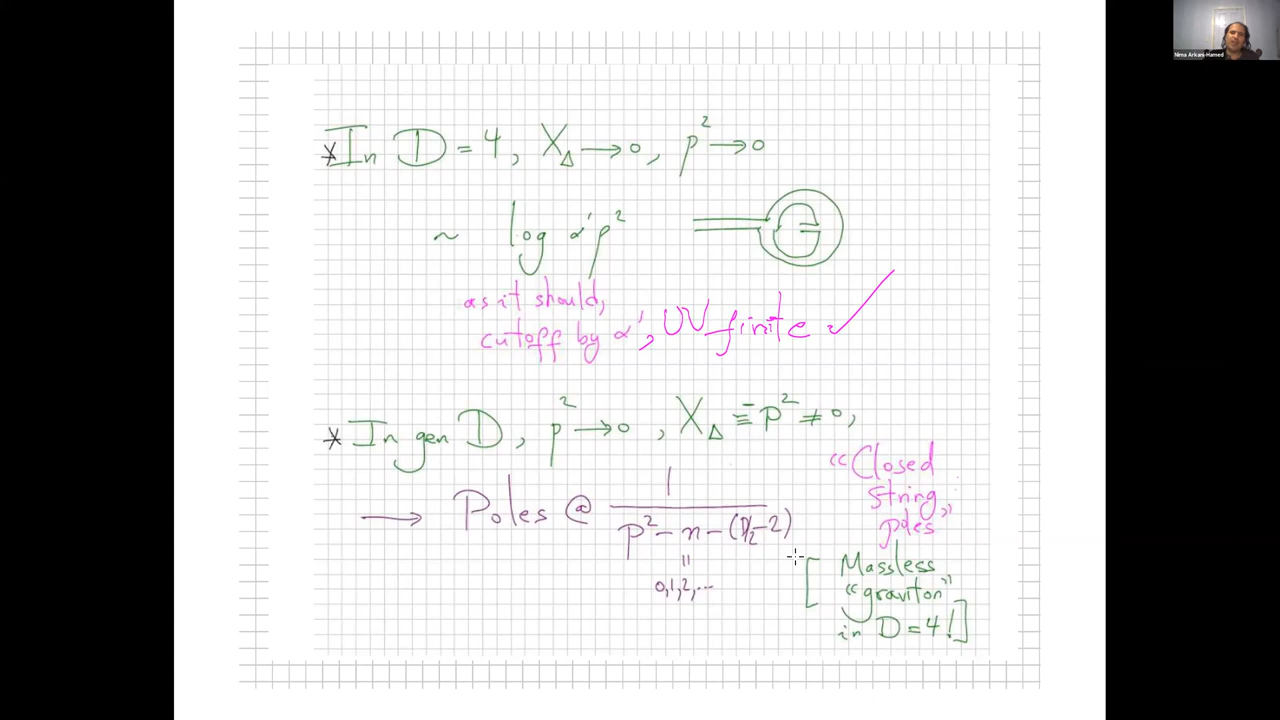 Nima Arkani-Hamed
* In D = 4, X_Δ → 0, p² → 0
~ log α'p²
as it should,
cutoff by α', UV finite ✓
* In gen D, p² → 0, X_Δ ≡ p² ≠ 0,
→ Poles @ 1 / (p² - n - (D/2 - 2))
"
0,1,2,...
"Closed
string
poles"
[ Massless
"graviton"
in D = 4! ]